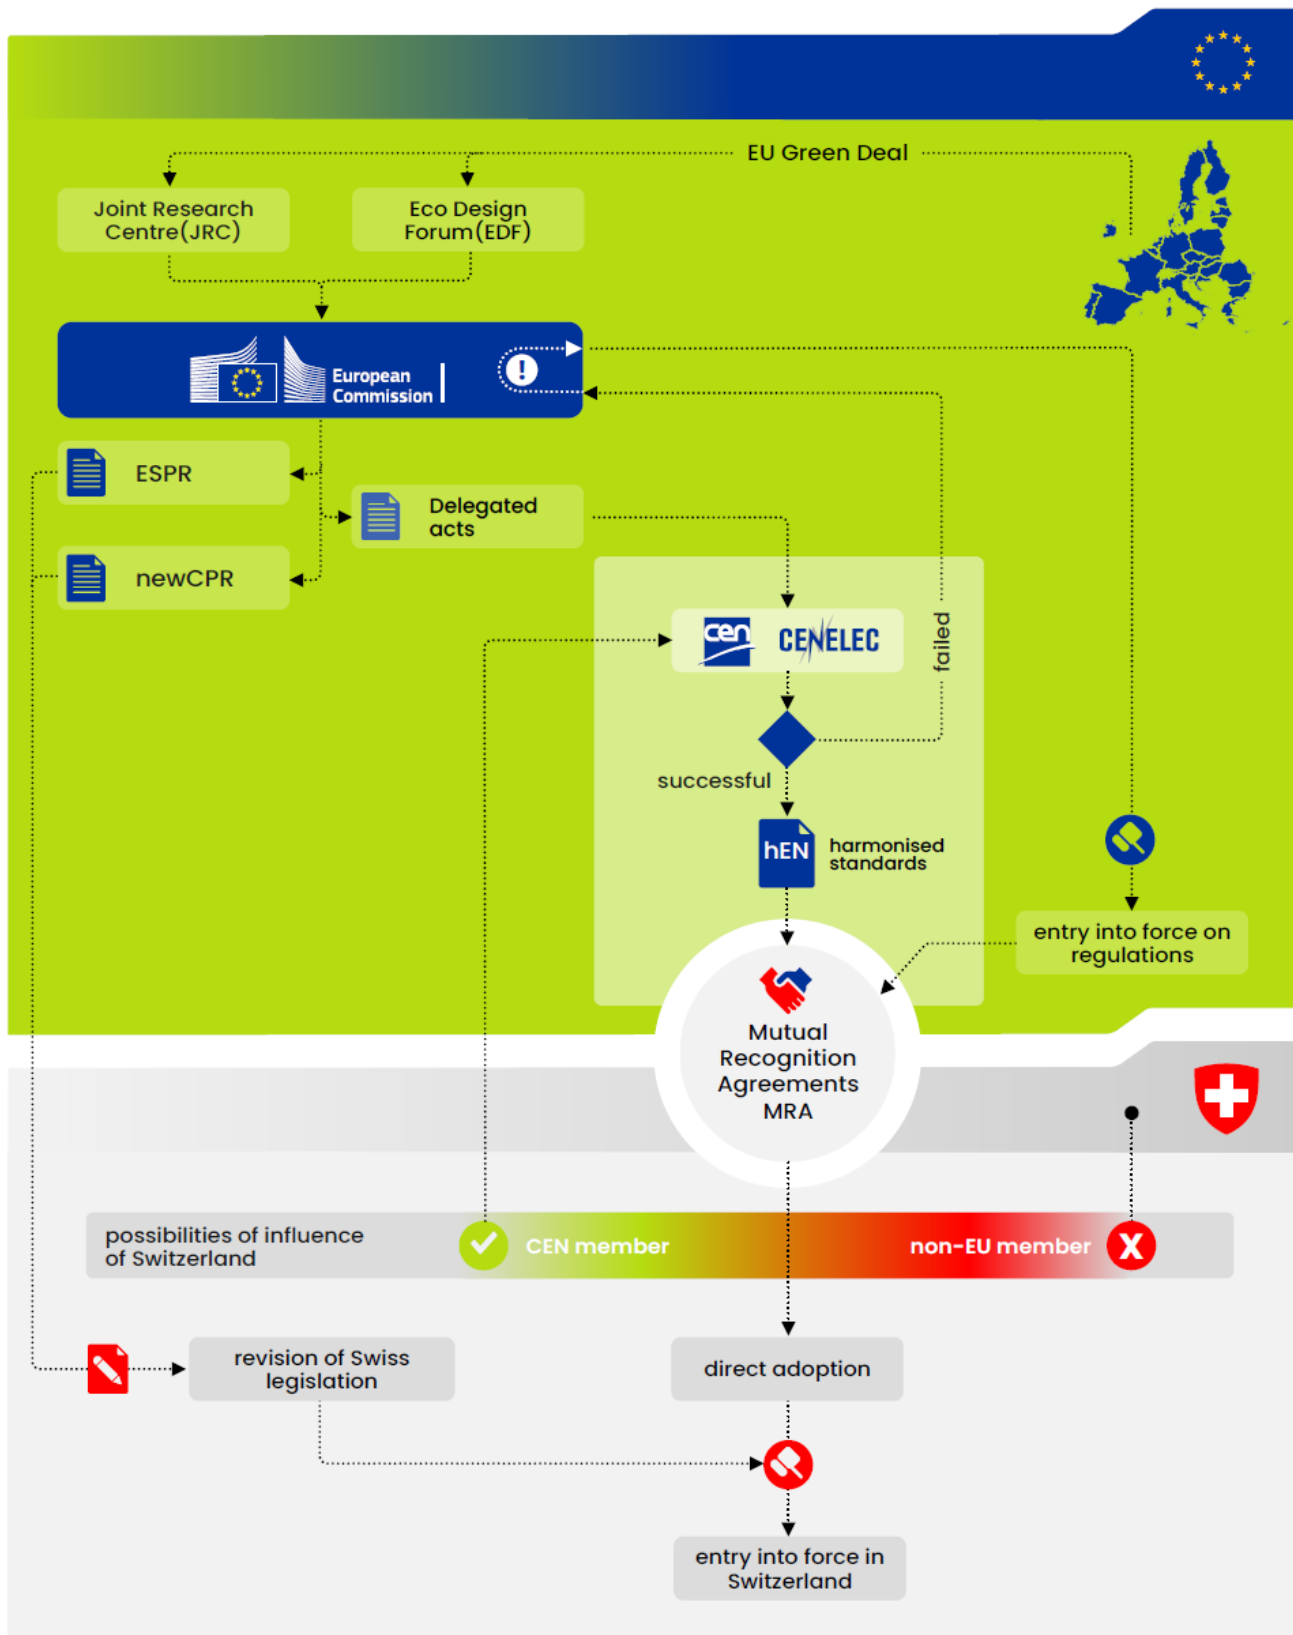 EU Green Deal
Joint Research
Centre(JRC)
Eco Design
Forum(EDF)
European
Commission
!
ESPR
Delegated
acts
newCPR
cen
CENELEC
failed
successful
hEN
harmonised
standards
entry into force on
regulations
Mutual
Recognition
Agreements
MRA
possibilities of influence
of Switzerland
CEN member
non-EU member
X
revision of Swiss
legislation
direct adoption
entry into force in
Switzerland